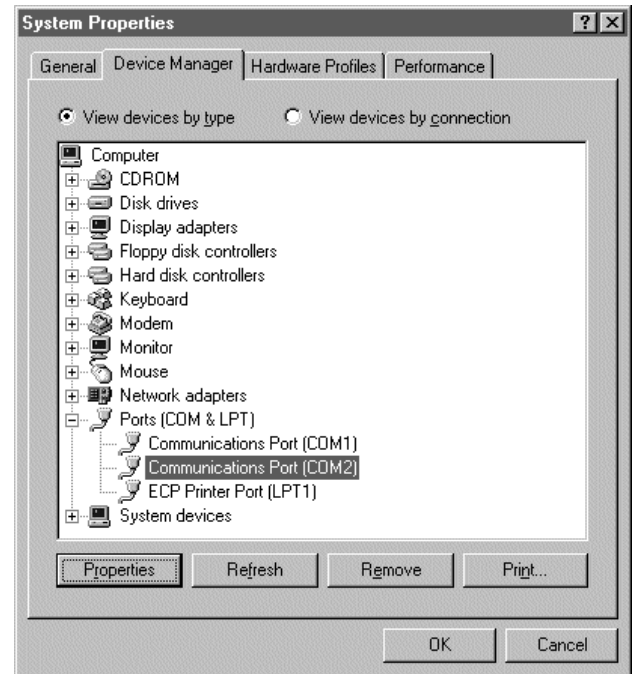 System Properties
General Device Manager Hardware Profiles Performance
View devices by type View devices by connection
Computer
CDROM
Disk drives
Display adapters
Floppy disk controllers
Hard disk controllers
Keyboard
Modem
Monitor
Mouse
Network adapters
Ports (COM & LPT)
Communications Port (COM1)
Communications Port (COM2)
ECP Printer Port (LPT1)
System devices
Properties Refresh Remove Print...
OK Cancel